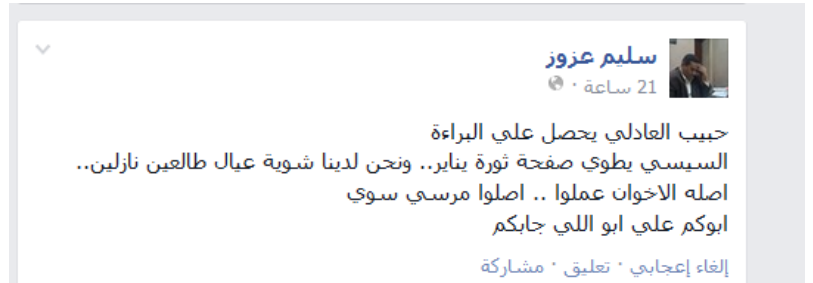 سليم عزوز
21 ساعة ·
حبيب العادلي يحصل علي البراءة
السيسي يطوي صفحة ثورة يناير.. ونحن لدينا شوية عيال طالعين نازلين..
اصله الاخوان عملوا .. اصلوا مرسي سوي
ابوكم علي ابو اللي جابكم
إلغاء إعجابي · تعليق · مشاركة